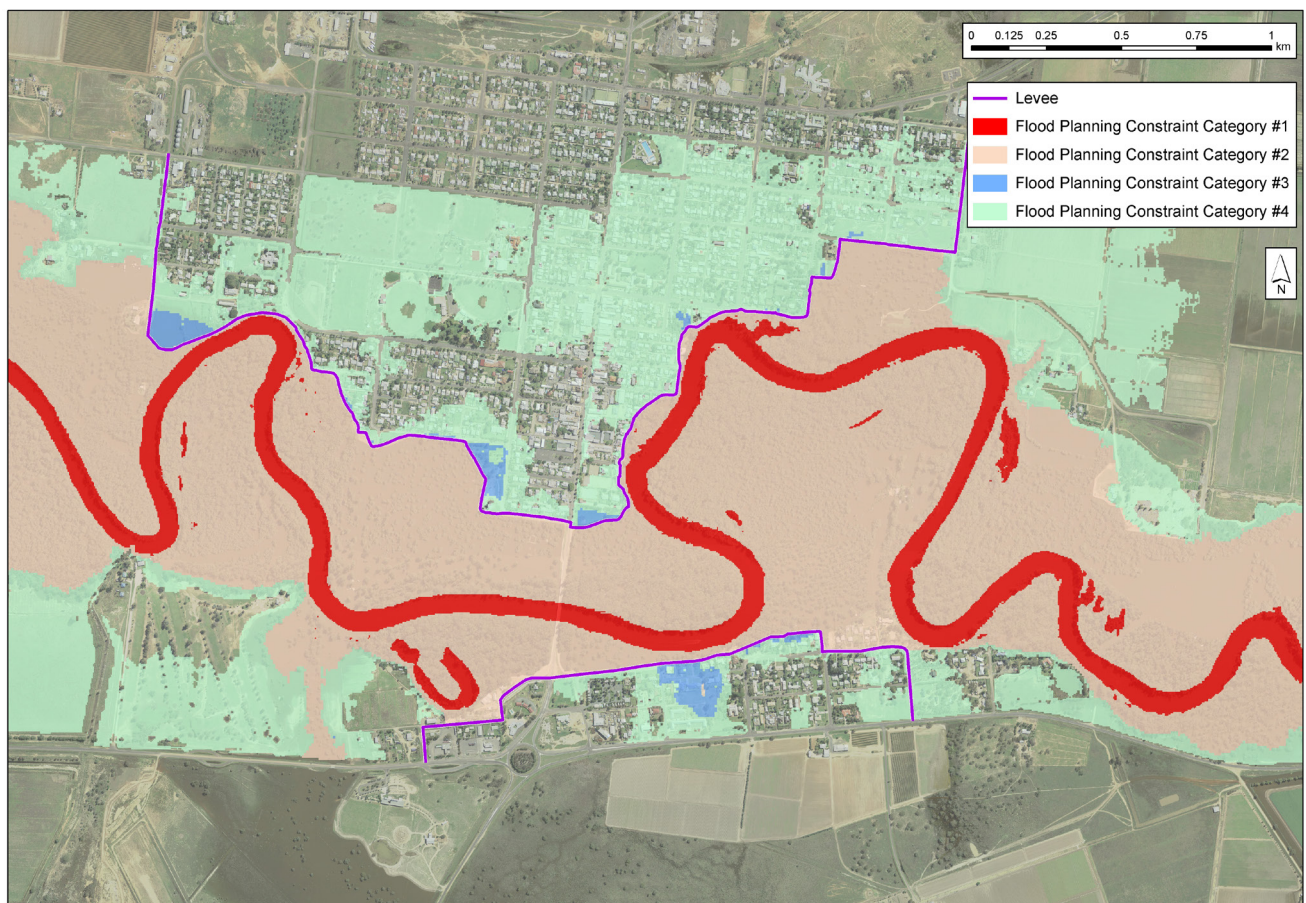 0 0.125 0.25 0.5 0.75 1
km
Levee
Flood Planning Constraint Category #1
Flood Planning Constraint Category #2
Flood Planning Constraint Category #3
Flood Planning Constraint Category #4
N